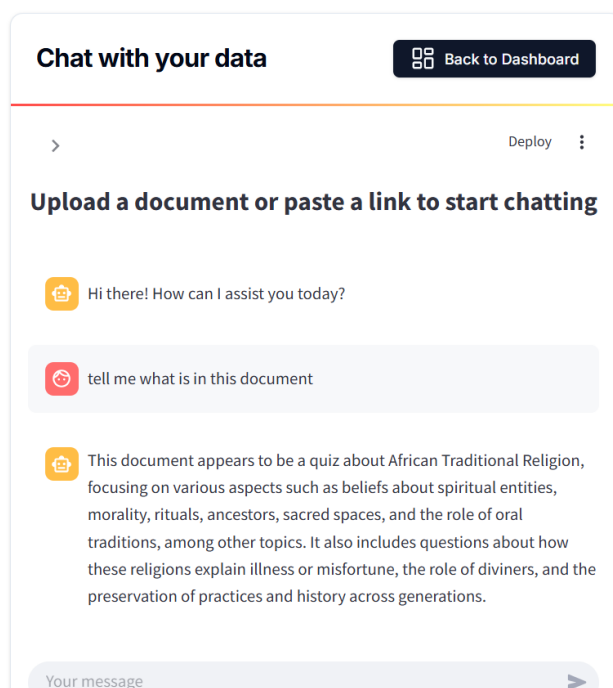 Chat with your data
Back to Dashboard
Deploy
Upload a document or paste a link to start chatting
Hi there! How can I assist you today?
tell me what is in this document
This document appears to be a quiz about African Traditional Religion,
focusing on various aspects such as beliefs about spiritual entities,
morality, rituals, ancestors, sacred spaces, and the role of oral
traditions, among other topics. It also includes questions about how
these religions explain illness or misfortune, the role of diviners, and the
preservation of practices and history across generations.
Your message